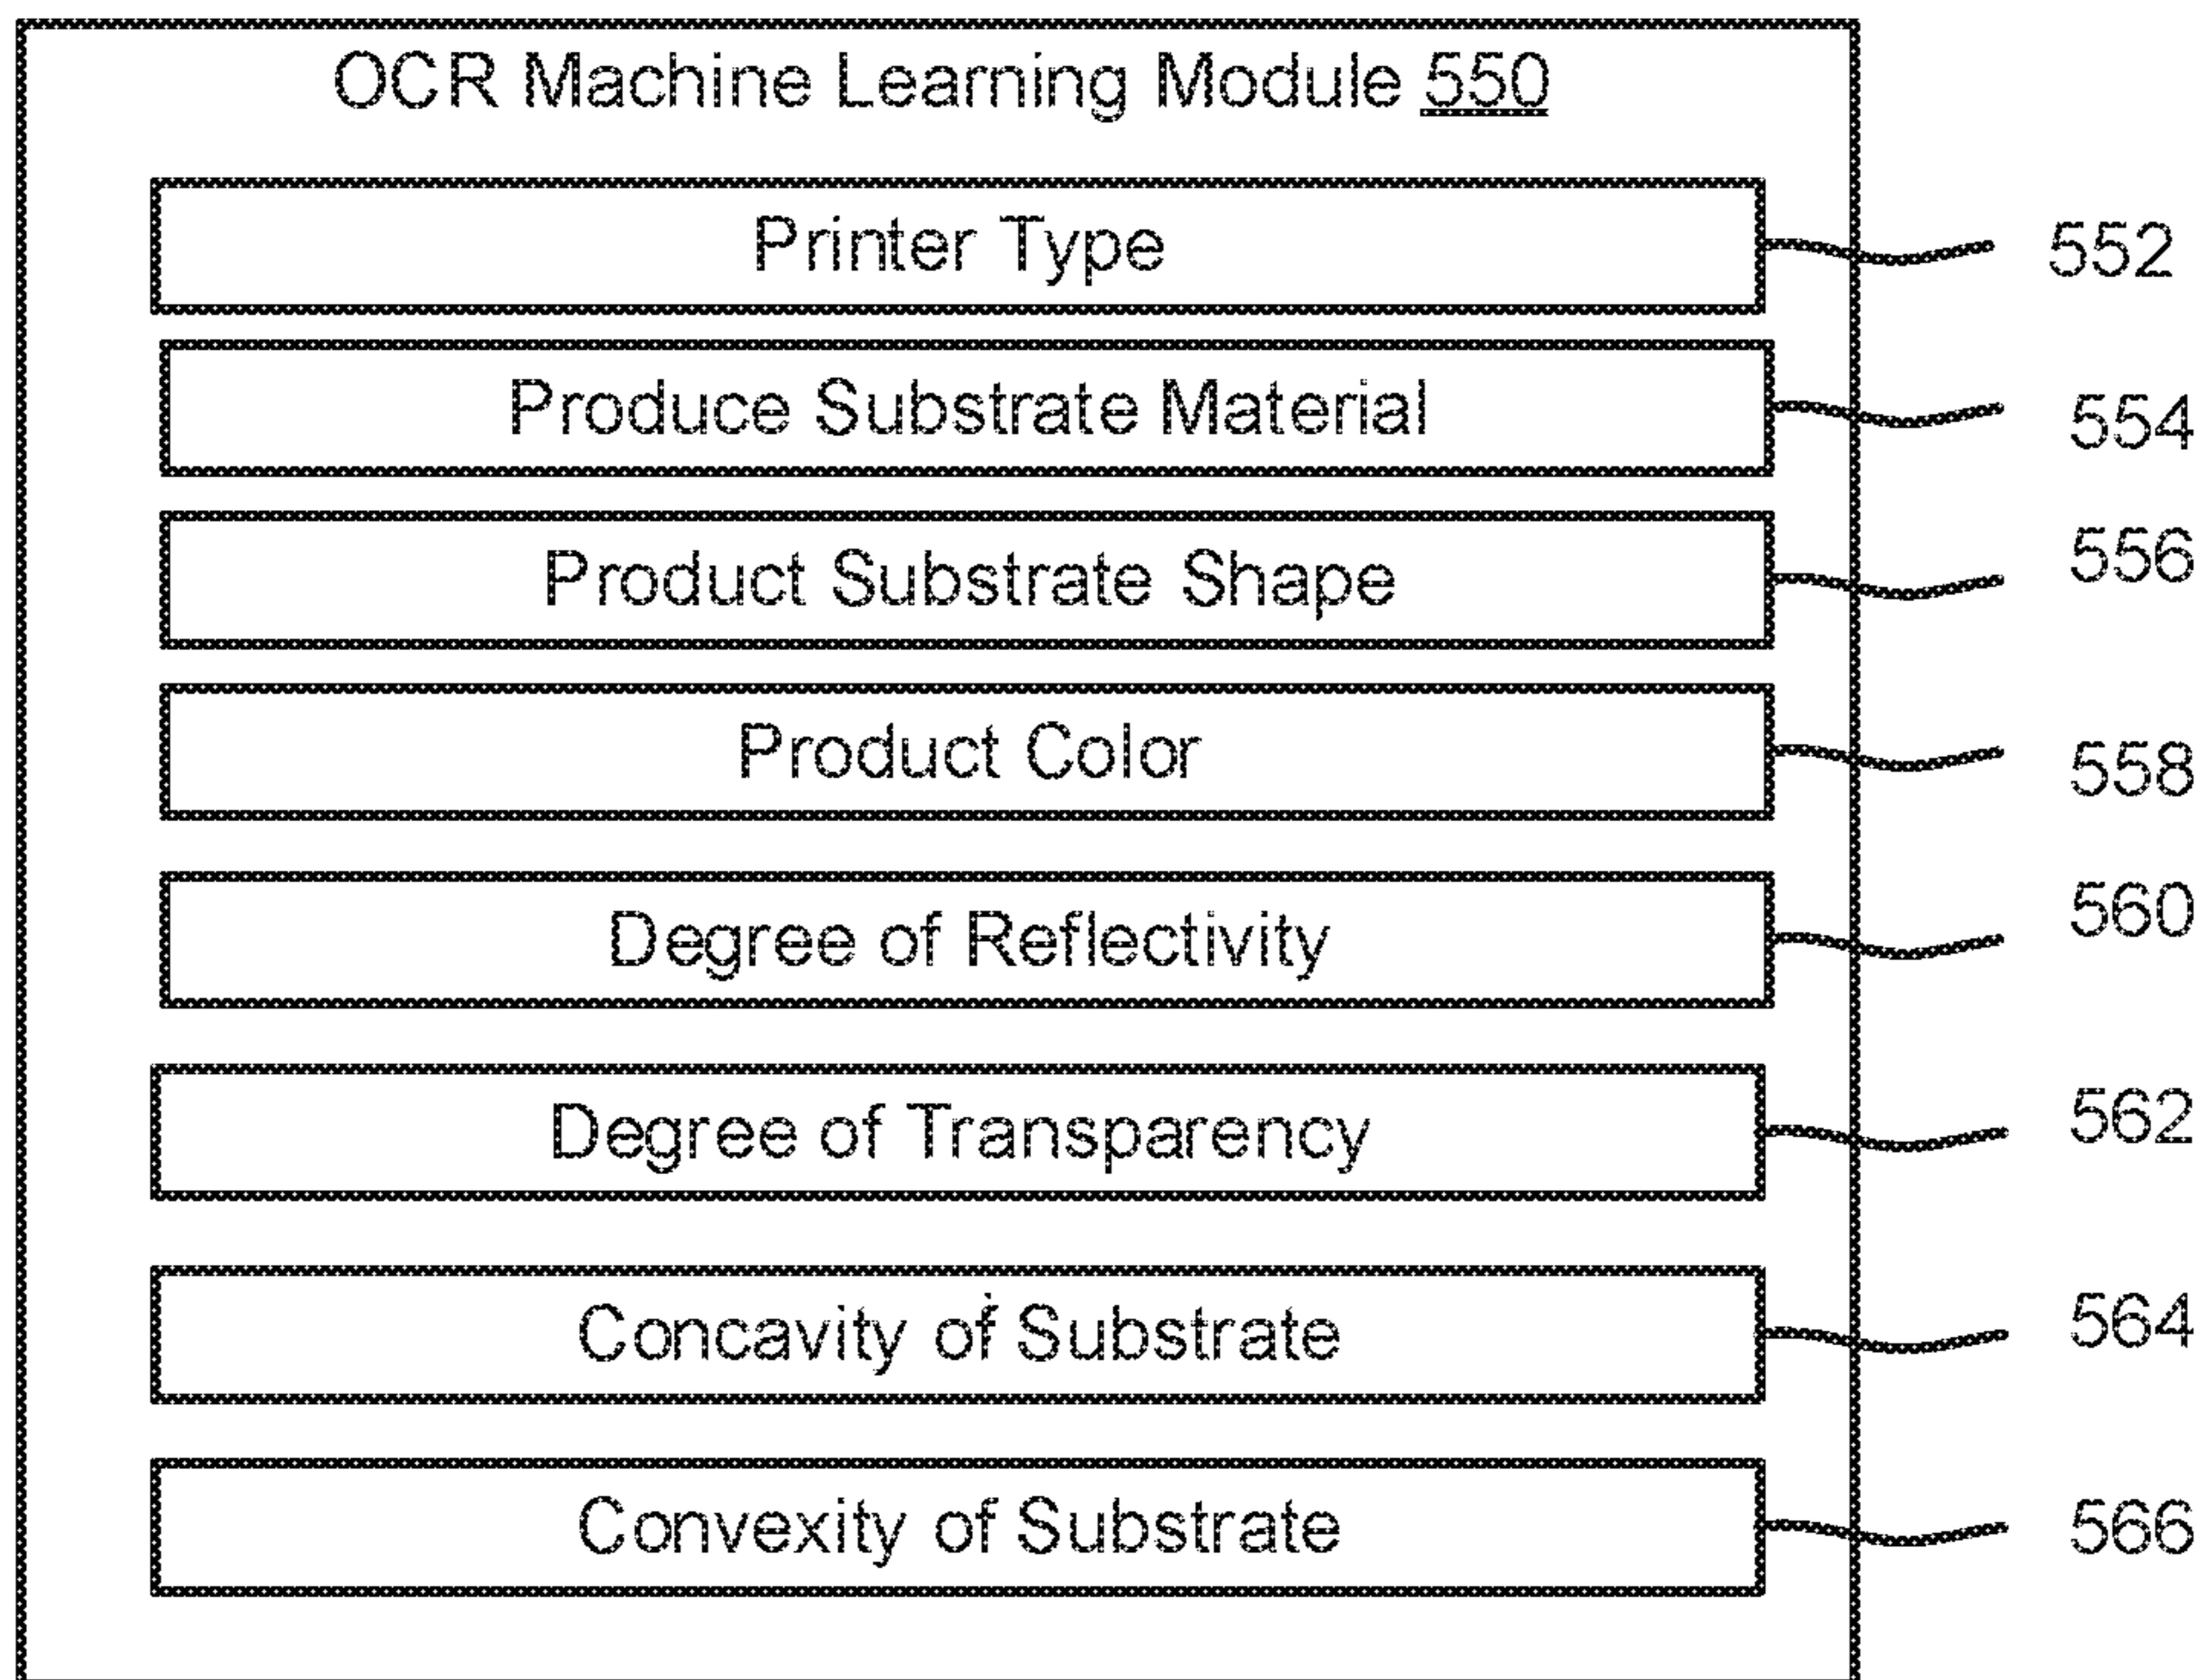 OCR Machine Learning Module 550
Printer Type 552
Produce Substrate Material 554
Product Substrate Shape 556
Product Color 558
Degree of Reflectivity 560
Degree of Transparency 562
Concavity of Substrate 564
Convexity of Substrate 566